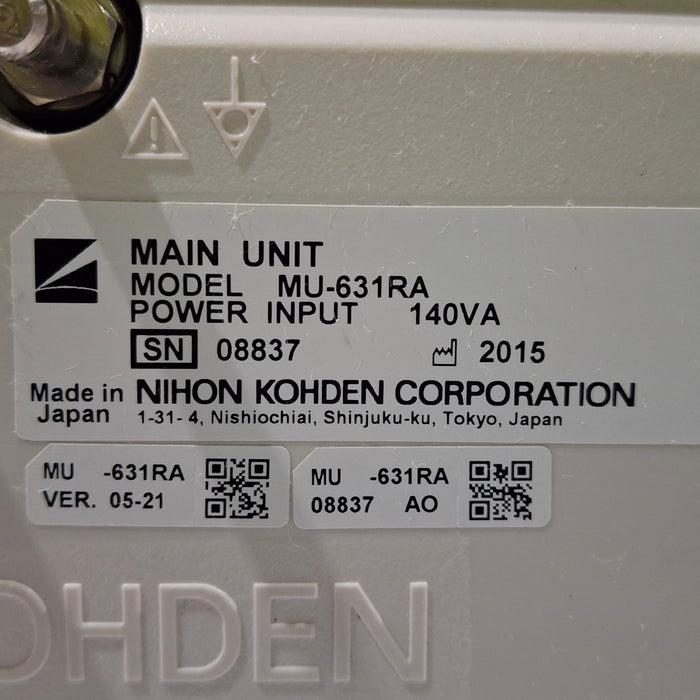 MAIN UNIT
MODEL MU-631RA
POWER INPUT 140VA
SN 08837 2015
Made in Japan NIHON KOHDEN CORPORATION
1-31-4, Nishiochiai, Shinjuku-ku, Tokyo, Japan
MU -631RA
VER. 05-21
MU -631RA
08837 AO
OHDEN